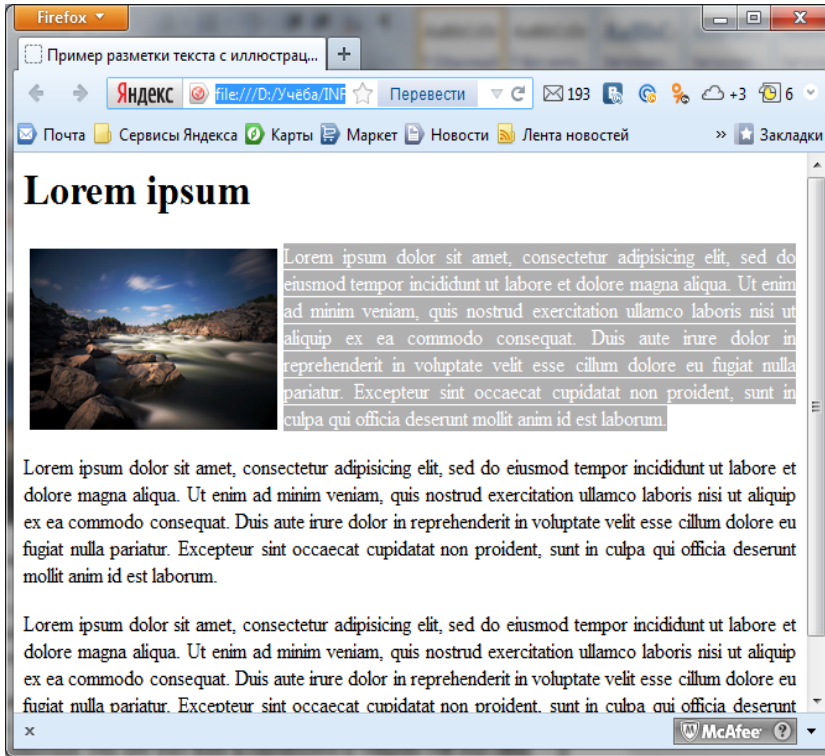 Firefox
Пример разметки текста с иллюстрац...
Яндекс file:///D:/Учёба/INF Перевести 193 +3 6
Почта Сервисы Яндекса Карты Маркет Новости Лента новостей » Закладки
Lorem ipsum
Lorem ipsum dolor sit amet, consectetur adipisicing elit, sed do
eiusmod tempor incididunt ut labore et dolore magna aliqua. Ut enim
ad minim veniam, quis nostrud exercitation ullamco laboris nisi ut
aliquip ex ea commodo consequat. Duis aute irure dolor in
reprehenderit in voluptate velit esse cillum dolore eu fugiat nulla
pariatur. Excepteur sint occaecat cupidatat non proident, sunt in
culpa qui officia deserunt mollit anim id est laborum.
Lorem ipsum dolor sit amet, consectetur adipisicing elit, sed do eiusmod tempor incididunt ut labore et
dolore magna aliqua. Ut enim ad minim veniam, quis nostrud exercitation ullamco laboris nisi ut aliquip
ex ea commodo consequat. Duis aute irure dolor in reprehenderit in voluptate velit esse cillum dolore eu
fugiat nulla pariatur. Excepteur sint occaecat cupidatat non proident, sunt in culpa qui officia deserunt
mollit anim id est laborum.
Lorem ipsum dolor sit amet, consectetur adipisicing elit, sed do eiusmod tempor incididunt ut labore et
dolore magna aliqua. Ut enim ad minim veniam, quis nostrud exercitation ullamco laboris nisi ut aliquip
ex ea commodo consequat. Duis aute irure dolor in reprehenderit in voluptate velit esse cillum dolore eu
fugiat nulla pariatur. Excepteur sint occaecat cupidatat non proident, sunt in culpa qui officia deserunt
x McAfee ?